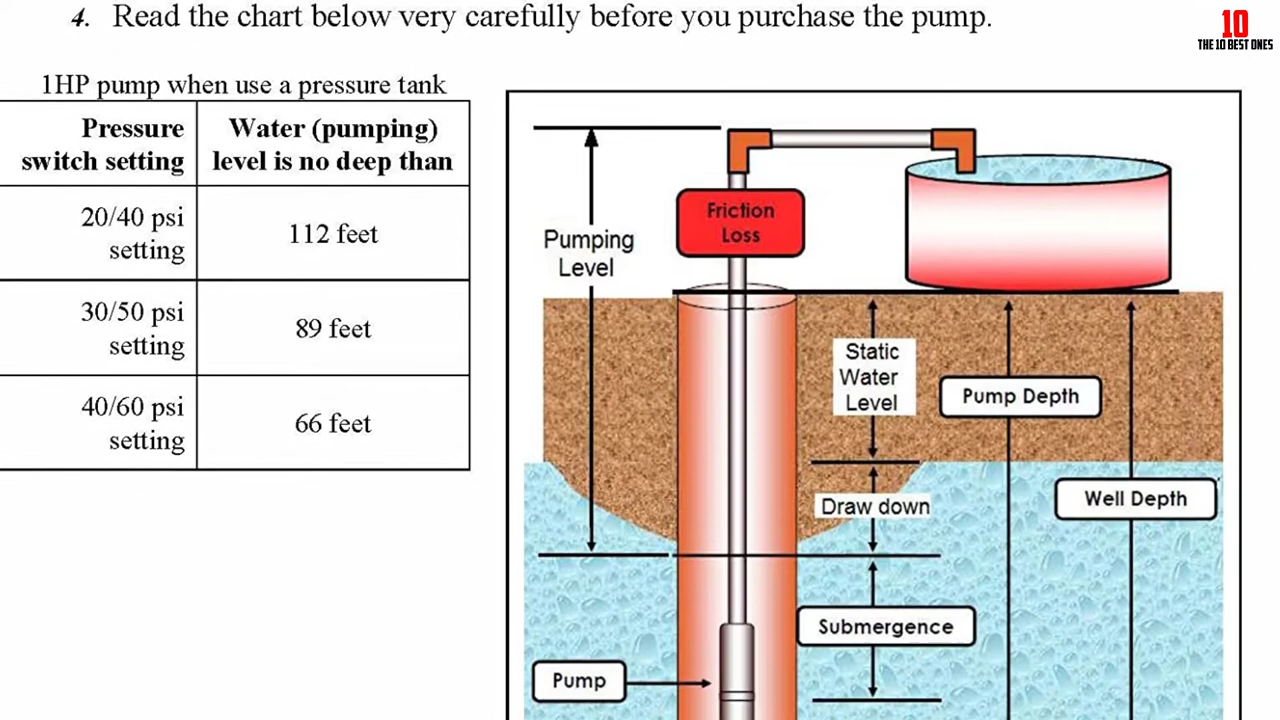 4. Read the chart below very carefully before you purchase the pump.
10
THE 10 BEST ONES
1HP pump when use a pressure tank
Pressure switch setting
Water (pumping) level is no deep than
20/40 psi setting
112 feet
30/50 psi setting
89 feet
40/60 psi setting
66 feet
Friction
Loss
Pumping
Level
Static
Water
Level
Pump Depth
Well Depth
Draw down
Submergence
Pump